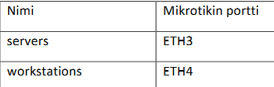 Nimi Mikrotikin portti
servers ETH3
workstations ETH4